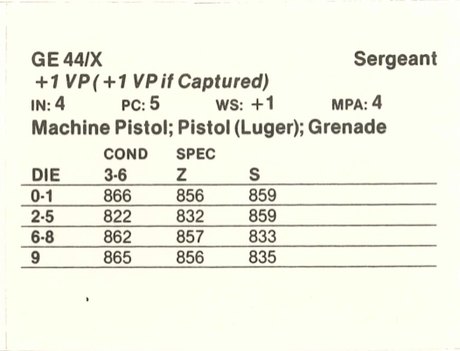 GE 44/X Sergeant
+1 VP ( +1 VP if Captured)
IN: 4 PC: 5 WS: +1 MPA: 4
Machine Pistol; Pistol (Luger); Grenade
COND SPEC
DIE 3-6 Z S
0-1 866 856 859
2-5 822 832 859
6-8 862 857 833
9 865 856 835